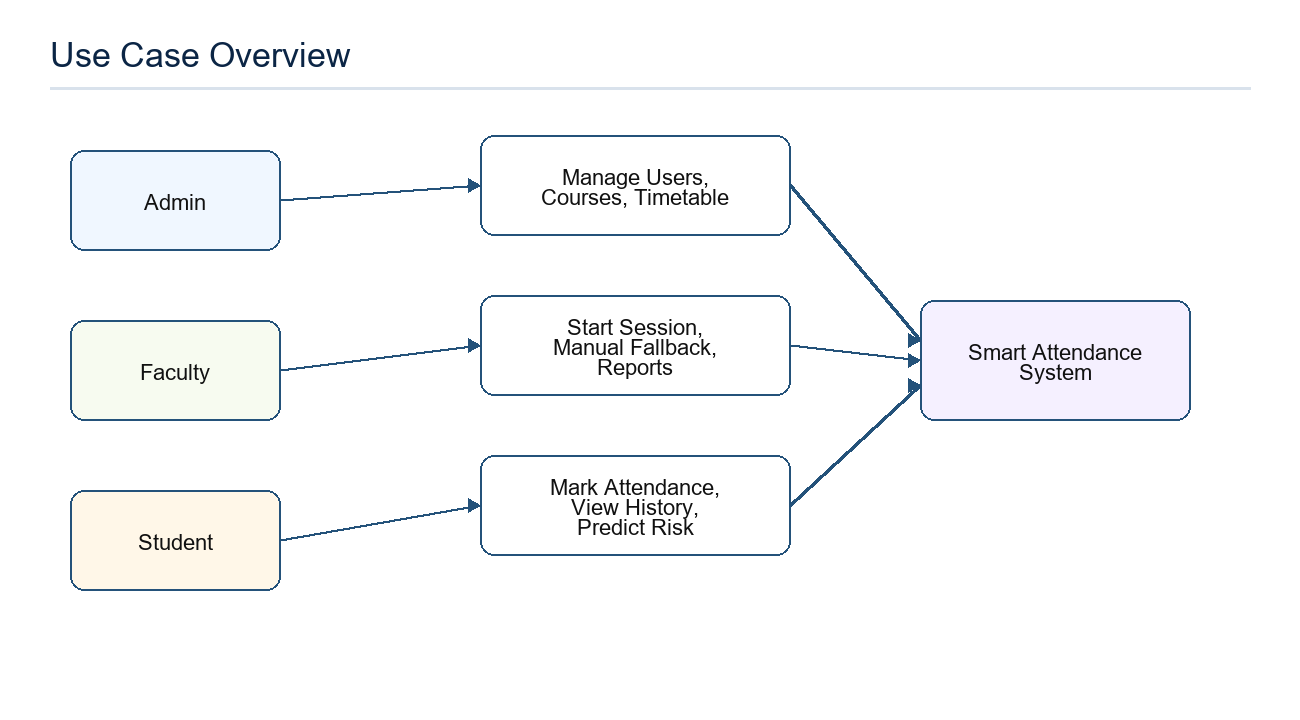 Use Case Overview
Admin
Manage Users,
Courses, Timetable
Faculty
Start Session,
Manual Fallback,
Reports
Smart Attendance
System
Student
Mark Attendance,
View History,
Predict Risk